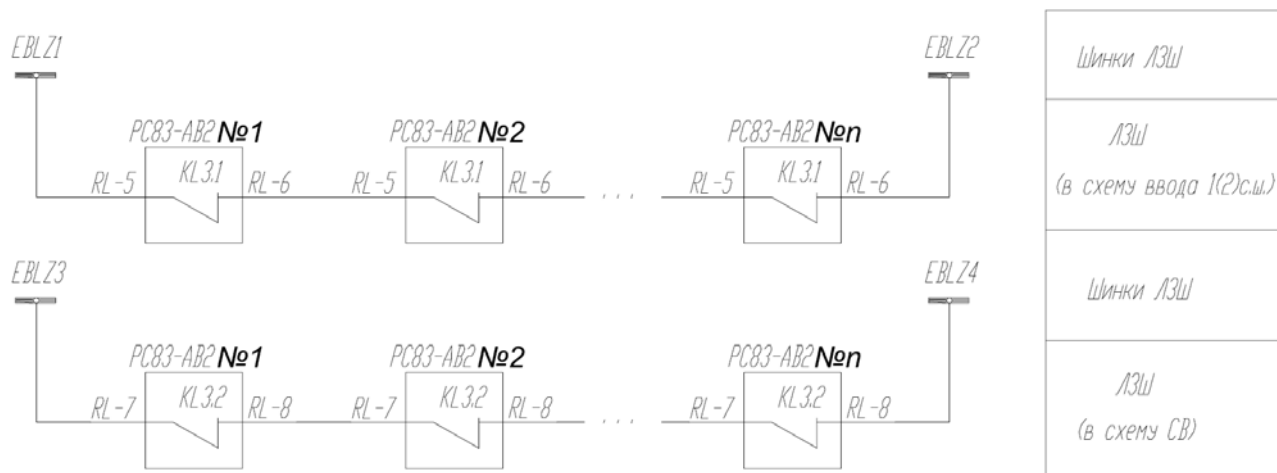 EBLZ1
EBLZ2
РС83-АВ2 №1
РС83-АВ2 №2
РС83-АВ2 №n
RL-5
KL3.1
RL-6
RL-5
KL3.1
RL-6
...
RL-5
KL3.1
RL-6
EBLZ3
EBLZ4
РС83-АВ2 №1
РС83-АВ2 №2
РС83-АВ2 №n
RL-7
KL3.2
RL-8
RL-7
KL3.2
RL-8
...
RL-7
KL3.2
RL-8
Шинки ЛЗШ
ЛЗШ
(в схему ввода 1(2)с.ш.)
Шинки ЛЗШ
ЛЗШ
(в схему СВ)